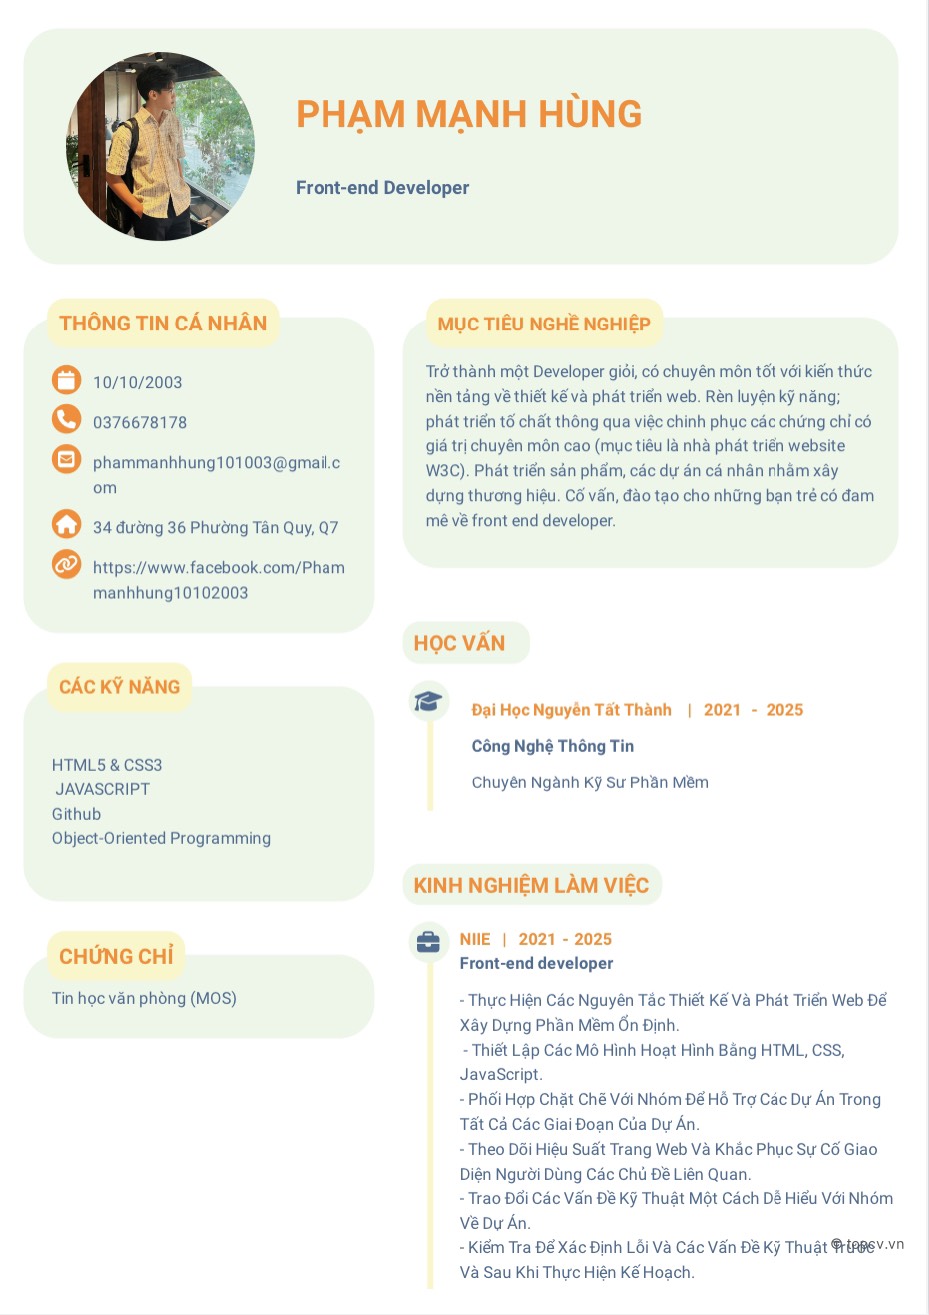 PHẠM MẠNH HÙNG
Front-end Developer
THÔNG TIN CÁ NHÂN
10/10/2003
0376678178
phammanhhung101003@gmail.c
om
34 đường 36 Phường Tân Quy, Q7
https://www.facebook.com/Pham
manhhung10102003
CÁC KỸ NĂNG
HTML5 & CSS3
JAVASCRIPT
Github
Object-Oriented Programming
CHỨNG CHỈ
Tin học văn phòng (MOS)
MỤC TIÊU NGHỀ NGHIỆP
Trở thành một Developer giỏi, có chuyên môn tốt với kiến thức
nền tảng về thiết kế và phát triển web. Rèn luyện kỹ năng;
phát triển tố chất thông qua việc chinh phục các chứng chỉ có
giá trị chuyên môn cao (mục tiêu là nhà phát triển website
W3C). Phát triển sản phẩm, các dự án cá nhân nhằm xây
dựng thương hiệu. Cố vấn, đào tạo cho những bạn trẻ có đam
mê về front end developer.
HỌC VẤN
Đại Học Nguyễn Tất Thành | 2021 - 2025
Công Nghệ Thông Tin
Chuyên Ngành Kỹ Sư Phần Mềm
KINH NGHIỆM LÀM VIỆC
NIIE | 2021 - 2025
Front-end developer
- Thực Hiện Các Nguyên Tắc Thiết Kế Và Phát Triển Web Để
Xây Dựng Phần Mềm Ổn Định.
- Thiết Lập Các Mô Hình Hoạt Hình Bằng HTML, CSS,
JavaScript.
- Phối Hợp Chặt Chẽ Với Nhóm Để Hỗ Trợ Các Dự Án Trong
Tất Cả Các Giai Đoạn Của Dự Án.
- Theo Dõi Hiệu Suất Trang Web Và Khắc Phục Sự Cố Giao
Diện Người Dùng Các Chủ Đề Liên Quan.
- Trao Đổi Các Vấn Đề Kỹ Thuật Một Cách Dễ Hiểu Với Nhóm
Về Dự Án.
- Kiểm Tra Để Xác Định Lỗi Và Các Vấn Đề Kỹ Thuật Trước
Và Sau Khi Thực Hiện Kế Hoạch.
© topcv.vn